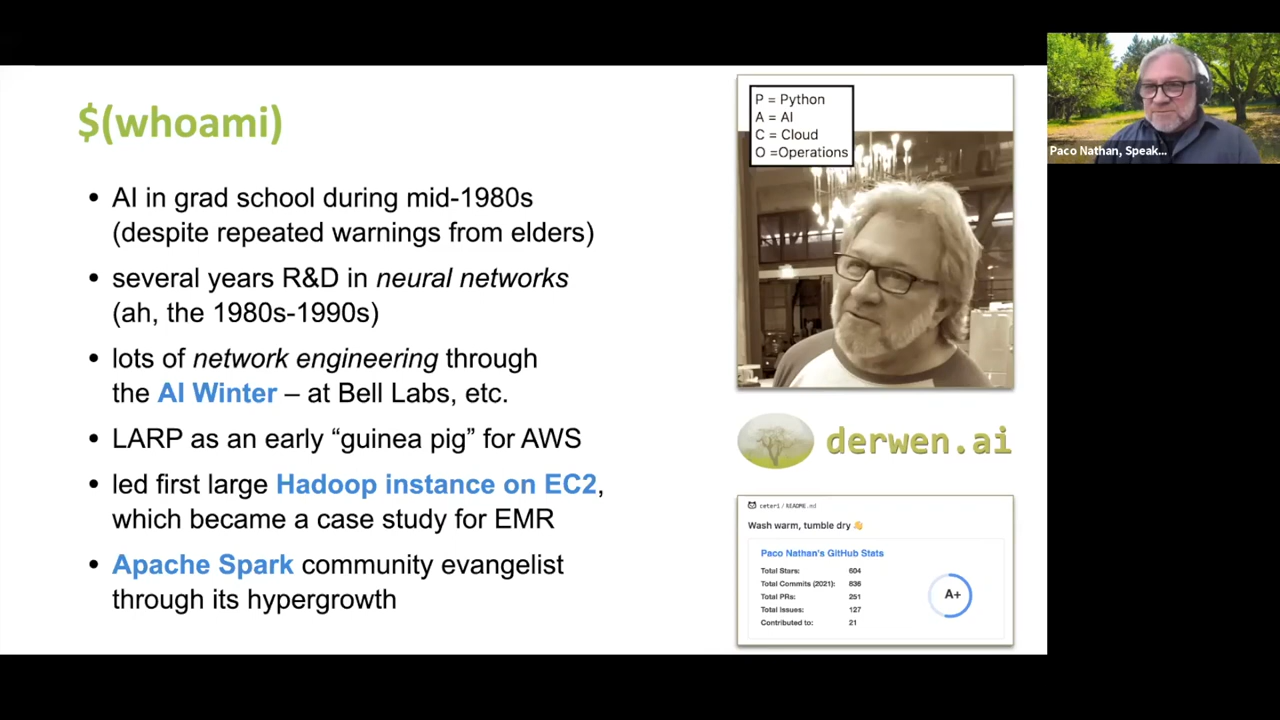 $(whoami)
• AI in grad school during mid-1980s
(despite repeated warnings from elders)
• several years R&D in neural networks
(ah, the 1980s-1990s)
• lots of network engineering through
the AI Winter – at Bell Labs, etc.
• LARP as an early “guinea pig” for AWS
• led first large Hadoop instance on EC2,
which became a case study for EMR
• Apache Spark community evangelist
through its hypergrowth
P = Python
A = AI
C = Cloud
O =Operations
derwen.ai
ceteri / README.md
Wash warm, tumble dry 👋
Paco Nathan's GitHub Stats
Total Stars: 604
Total Commits (2021): 836
Total PRs: 251
Total Issues: 127
Contributed to: 21
A+
Paco Nathan, Speak...